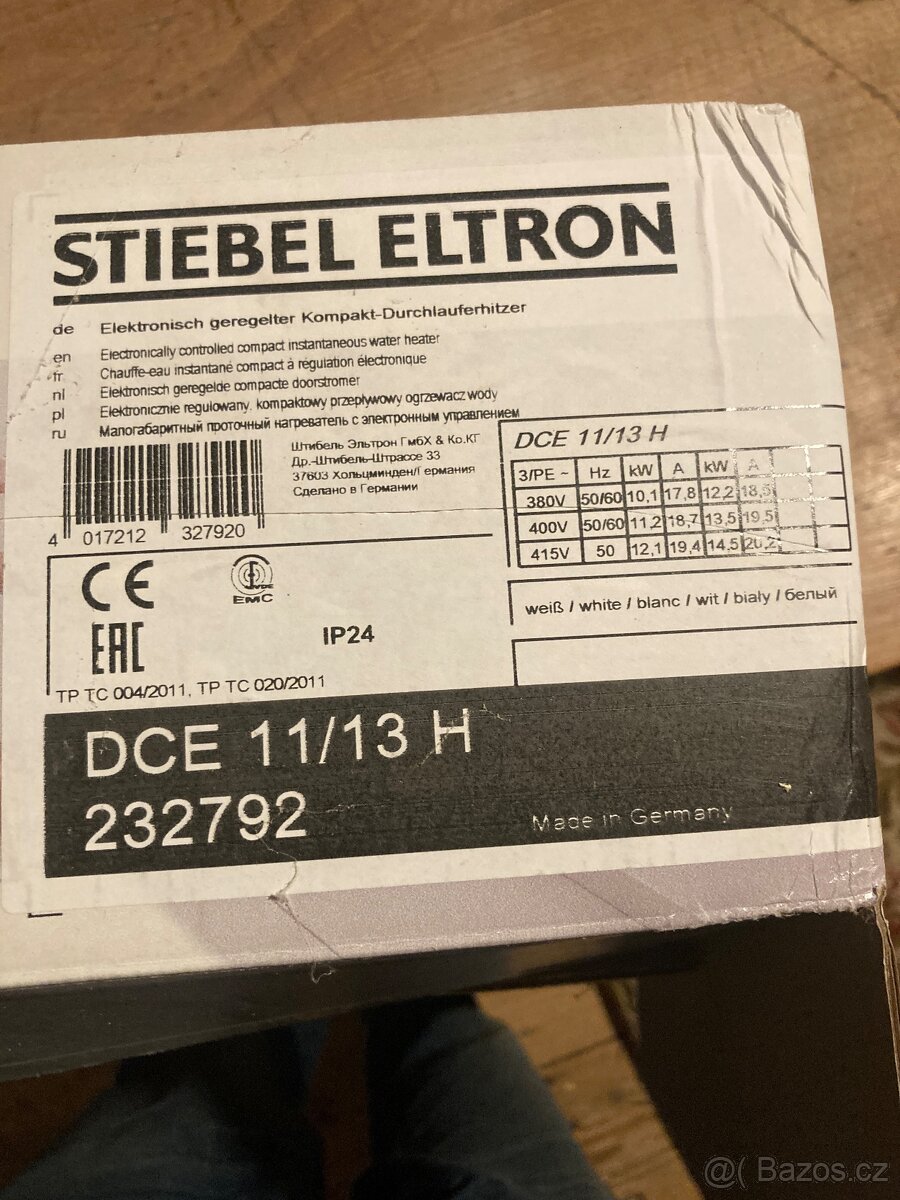 STIEBEL ELTRON
de Elektronisch geregelter Kompakt-Durchlauferhitzer
en Electronically controlled compact instantaneous water heater
fr Chauffe-eau instantané compact à régulation électronique
nl Elektronisch geregelde compacte doorstromer
pl Elektronicznie regulowany. kompaktowy przepływowy ogrzewacz wody
ru Малогабаритный проточный нагреватель с электронным управлением
4 017212 327920
Штибель Эльтрон ГмбХ & Ко.КГ
Др.-Штибель-Штрассе 33
37603 Хольцминден/Германия
Сделано в Германии
DCE 11/13 H
3/PE ~ Hz kW A kW A
380V 50/60 10,1 17,8 12,2 18,5
400V 50/60 11,2 18,7 13,5 19,5
415V 50 12,1 19,4 14,5 20,2
CE
VDE
EMC
EAC
IP24
ТР ТС 004/2011, ТР ТС 020/2011
weiß / white / blanc / wit / biały / белый
DCE 11/13 H
232792
Made in Germany
@( Bazos.cz